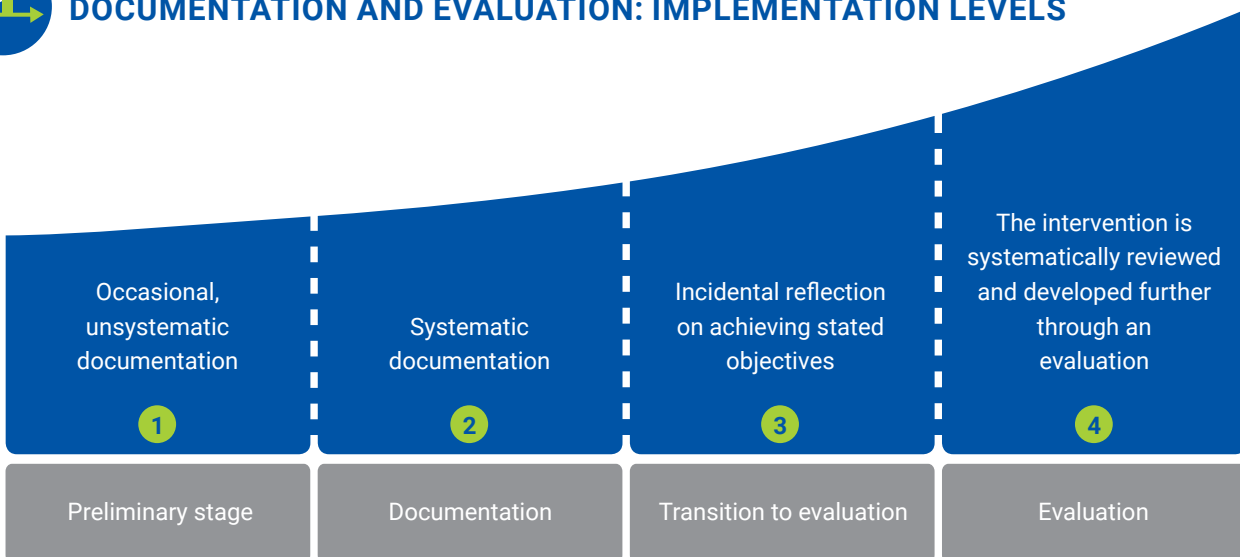 DOCUMENTATION AND EVALUATION: IMPLEMENTATION LEVELS
Occasional,
unsystematic
documentation
1
Preliminary stage
Systematic
documentation
2
Documentation
Incidental reflection
on achieving stated
objectives
3
Transition to evaluation
The intervention is
systematically reviewed
and developed further
through an
evaluation
4
Evaluation